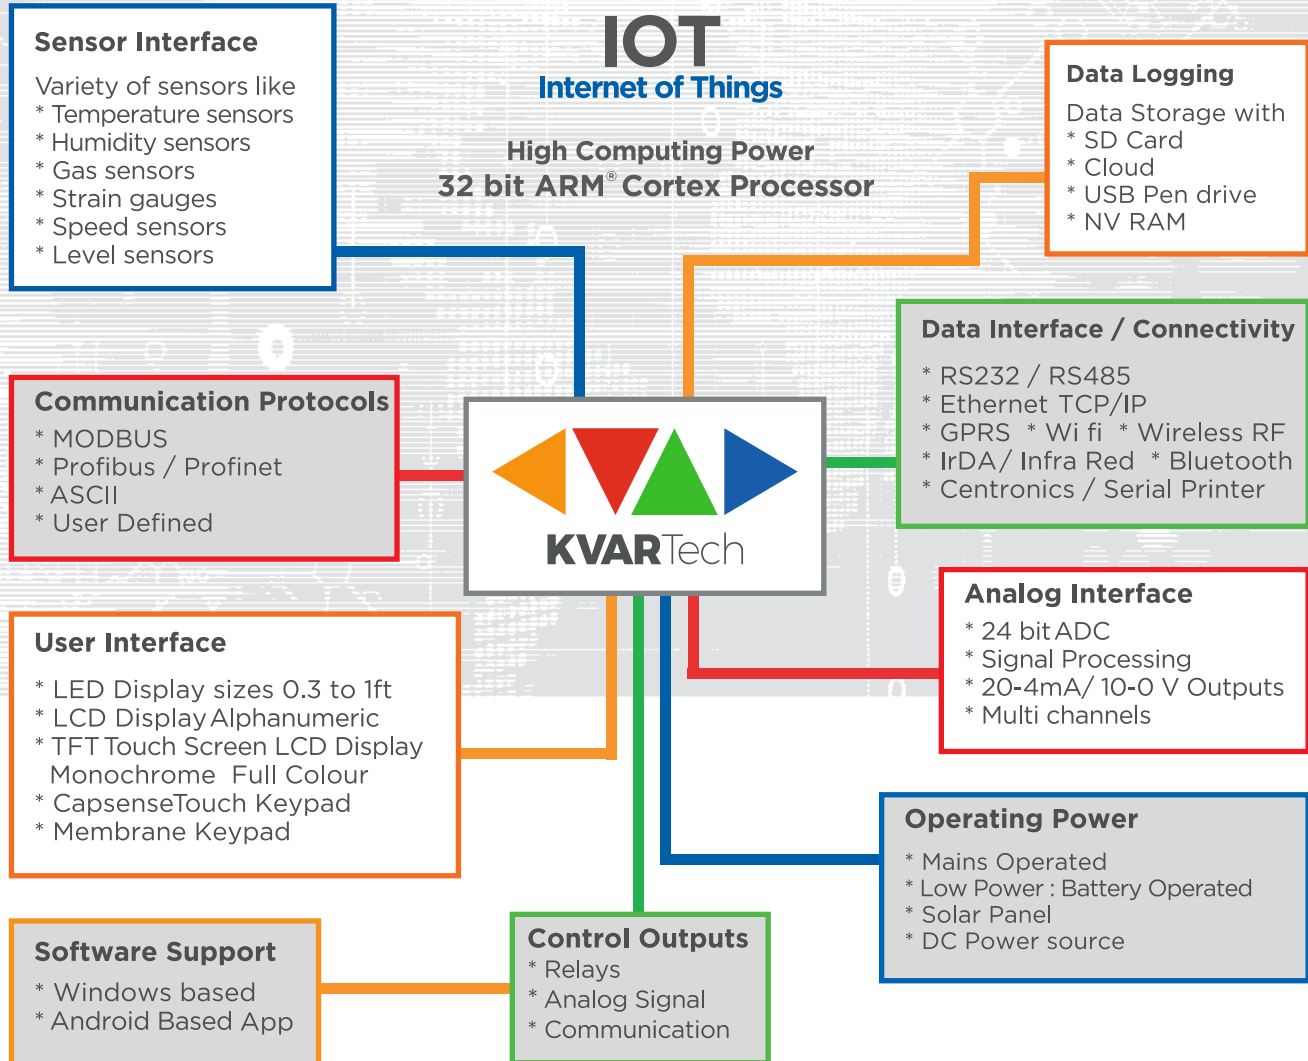 IOT
Internet of Things
High Computing Power
32 bit ARM® Cortex Processor
Sensor Interface
Variety of sensors like
* Temperature sensors
* Humidity sensors
* Gas sensors
* Strain gauges
* Speed sensors
* Level sensors
Data Logging
Data Storage with
* SD Card
* Cloud
* USB Pen drive
* NV RAM
Communication Protocols
* MODBUS
* Profibus / Profinet
* ASCII
* User Defined
KVARTech
Data Interface / Connectivity
* RS232 / RS485
* Ethernet TCP/IP
* GPRS * Wi fi * Wireless RF
* IrDA/ Infra Red * Bluetooth
* Centronics / Serial Printer
User Interface
* LED Display sizes 0.3 to 1ft
* LCD Display Alphanumeric
* TFT Touch Screen LCD Display
Monochrome Full Colour
* CapsenseTouch Keypad
* Membrane Keypad
Analog Interface
* 24 bit ADC
* Signal Processing
* 20-4mA/ 10-0 V Outputs
* Multi channels
Operating Power
* Mains Operated
* Low Power : Battery Operated
* Solar Panel
* DC Power source
Software Support
* Windows based
* Android Based App
Control Outputs
* Relays
* Analog Signal
* Communication